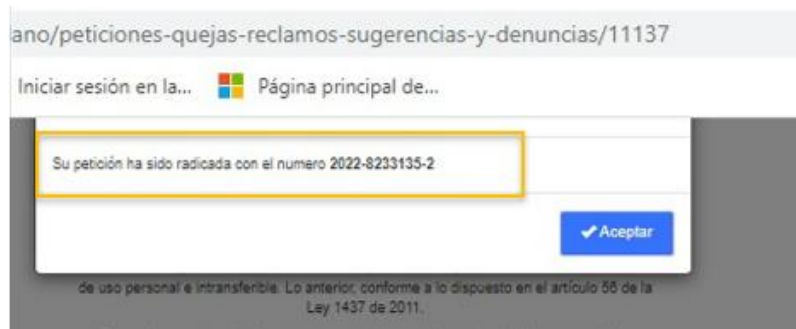 ano/peticiones-quejas-reclamos-sugerencias-y-denuncias/11137
Iniciar sesión en la... Página principal de...
Su petición ha sido radicada con el numero 2022-8233135-2
Aceptar
de uso personal e intransferible. Lo anterior, conforme a lo dispuesto en el artículo 56 de la
Ley 1437 de 2011.